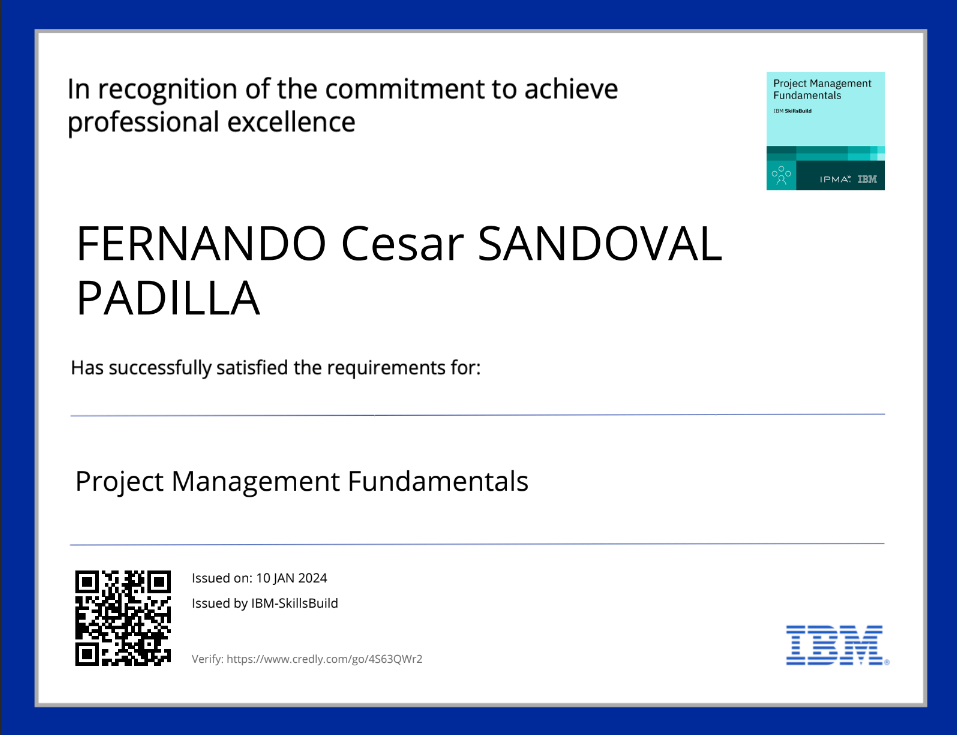 In recognition of the commitment to achieve
professional excellence
Project Management
Fundamentals
IBM SkillsBuild
IPMA™ IBM
FERNANDO Cesar SANDOVAL
PADILLA
Has successfully satisfied the requirements for:
Project Management Fundamentals
Issued on: 10 JAN 2024
Issued by IBM-SkillsBuild
Verify: https://www.credly.com/go/4S63QWr2
IBM®